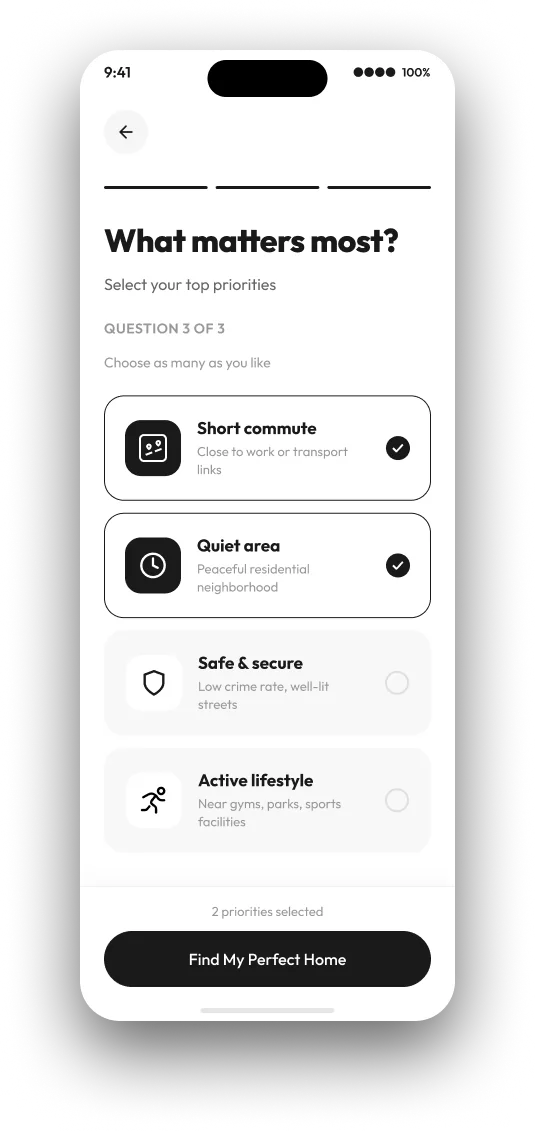 9:41
100%
What matters most?
Select your top priorities
QUESTION 3 OF 3
Choose as many as you like
Short commute
Close to work or transport
links
Quiet area
Peaceful residential
neighborhood
Safe & secure
Low crime rate, well-lit
streets
Active lifestyle
Near gyms, parks, sports
facilities
2 priorities selected
Find My Perfect Home